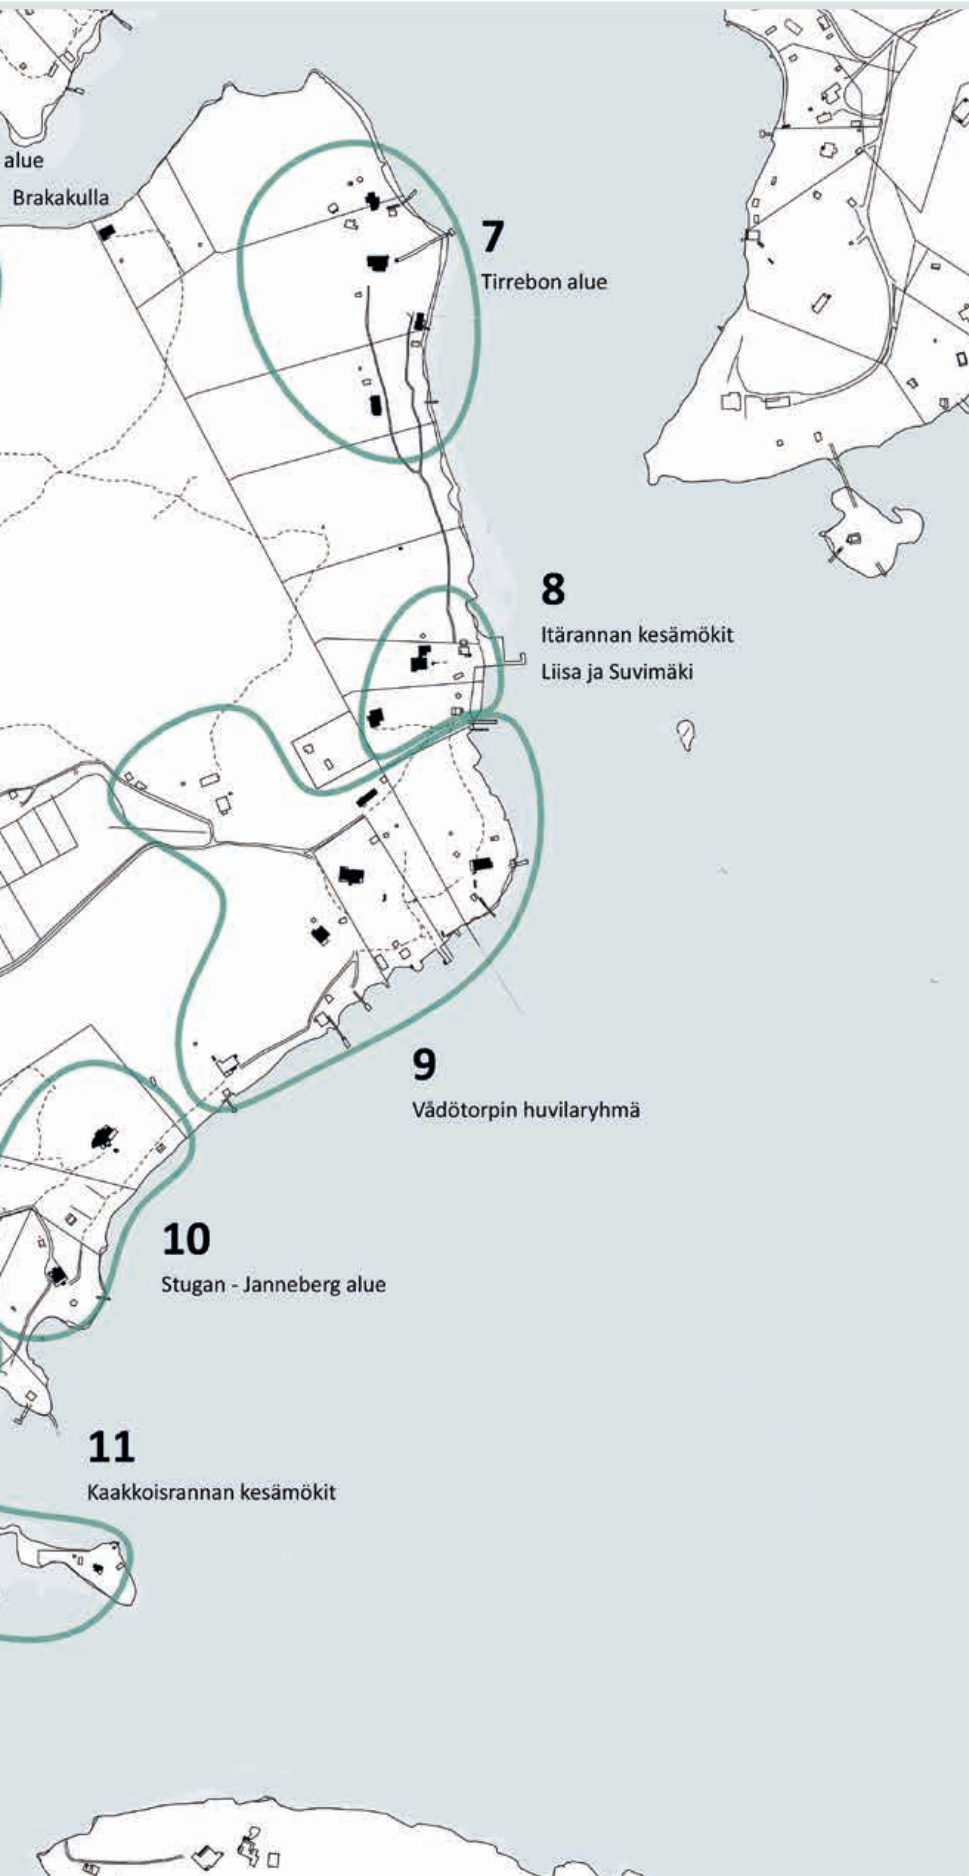 alue
Brakakulla
7
Tirrebon alue
8
Itärannan kesämökit
Liisa ja Suvimäki
9
Vådötorpin huvilaryhmä
10
Stugan - Janneberg alue
11
Kaakkoisrannan kesämökit